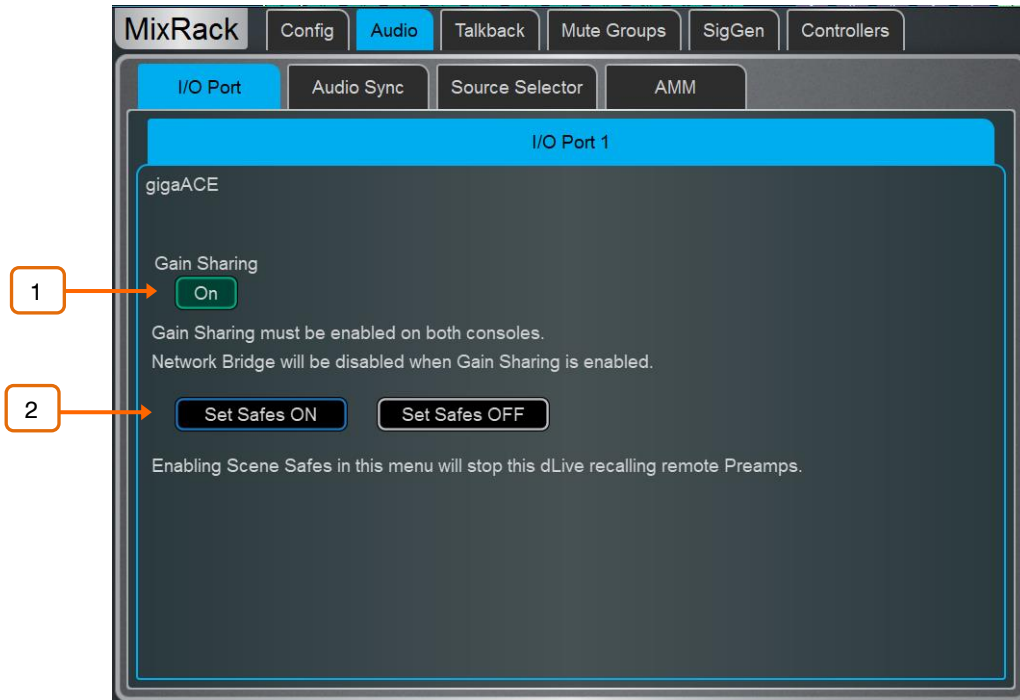 MixRack Config Audio Talkback Mute Groups SigGen Controllers
I/O Port Audio Sync Source Selector AMM
I/O Port 1
gigaACE
Gain Sharing
1 On
Gain Sharing must be enabled on both consoles.
Network Bridge will be disabled when Gain Sharing is enabled.
2 Set Safes ON Set Safes OFF
Enabling Scene Safes in this menu will stop this dLive recalling remote Preamps.